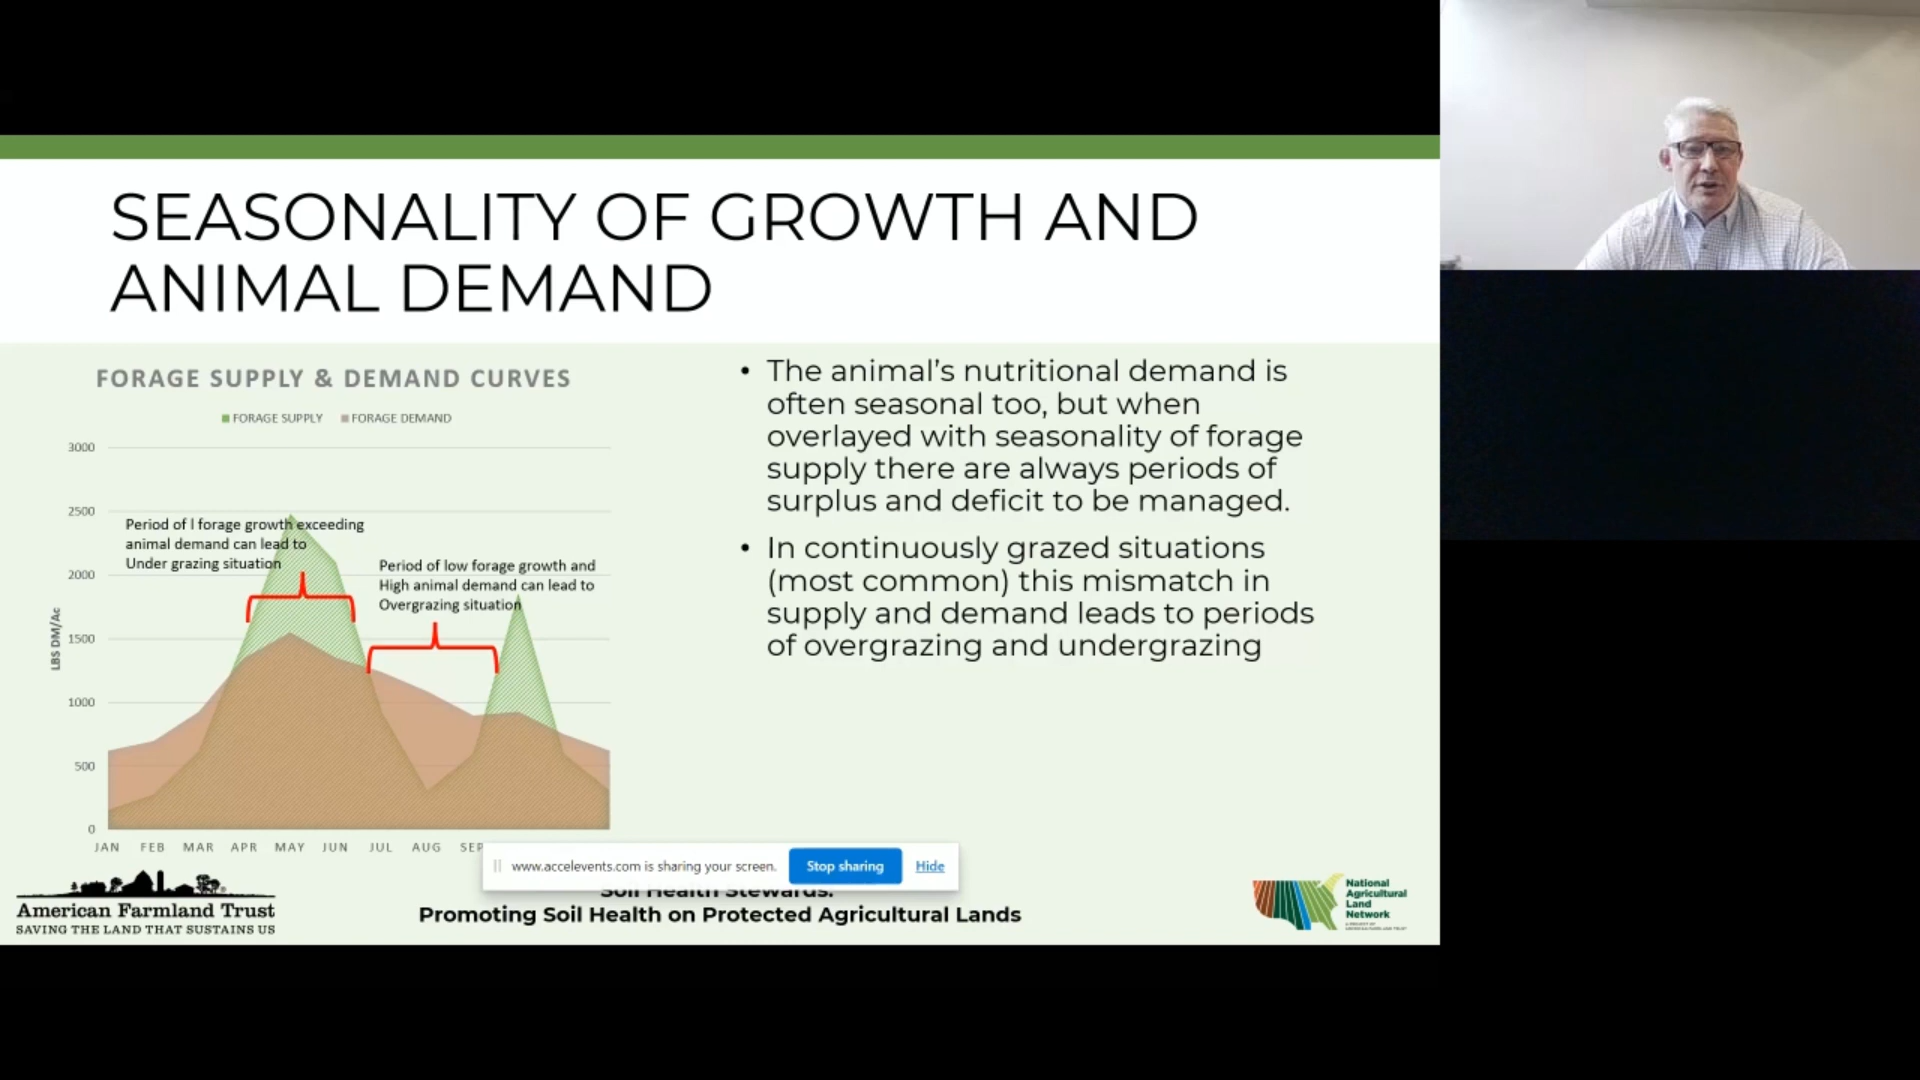 SEASONALITY OF GROWTH AND
ANIMAL DEMAND
FORAGE SUPPLY & DEMAND CURVES
FORAGE SUPPLY FORAGE DEMAND
3000
2500
2000
1500
1000
500
0
LBS DM/Ac
Period of l forage growth exceeding
animal demand can lead to
Under grazing situation
Period of low forage growth and
High animal demand can lead to
Overgrazing situation
JAN FEB MAR APR MAY JUN JUL AUG SEP
• The animal’s nutritional demand is
often seasonal too, but when
overlayed with seasonality of forage
supply there are always periods of
surplus and deficit to be managed.
• In continuously grazed situations
(most common) this mismatch in
supply and demand leads to periods
of overgrazing and undergrazing
www.accelevents.com is sharing your screen. Stop sharing Hide
American Farmland Trust
SAVING THE LAND THAT SUSTAINS US
Soil Health Stewards:
Promoting Soil Health on Protected Agricultural Lands
National
Agricultural
Land
Network